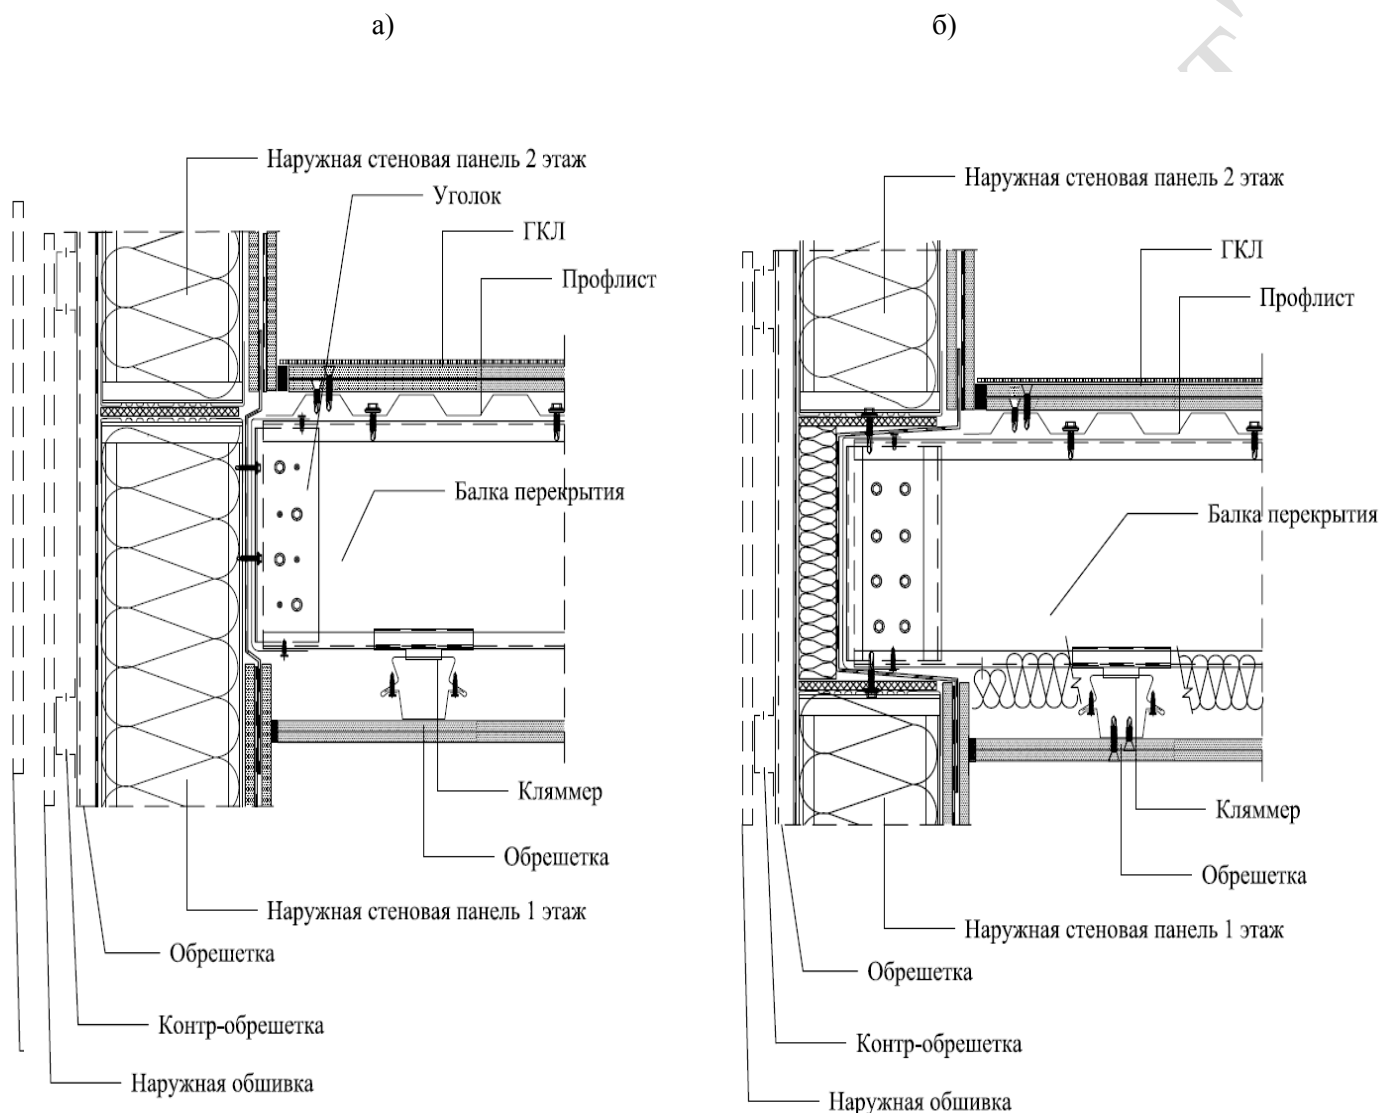 а)
Наружная стеновая панель 2 этаж
Уголок
ГКЛ
Профлист
Балка перекрытия
Кляммер
Обрешетка
Наружная стеновая панель 1 этаж
Обрешетка
Контр-обрешетка
Наружная обшивка
б)
Наружная стеновая панель 2 этаж
ГКЛ
Профлист
Балка перекрытия
Кляммер
Обрешетка
Наружная стеновая панель 1 этаж
Обрешетка
Контр-обрешетка
Наружная обшивка